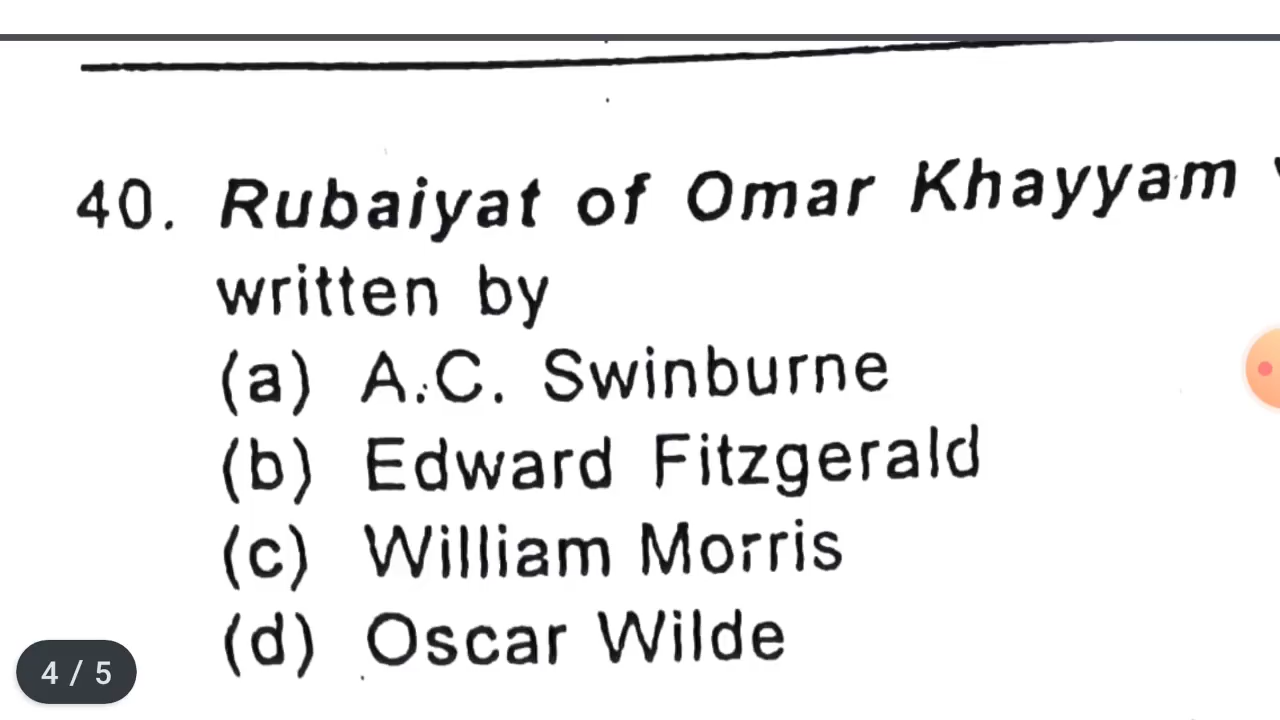 40. Rubaiyat of Omar Khayyam
written by
(a) A.C. Swinburne
(b) Edward Fitzgerald
(c) William Morris
(d) Oscar Wilde
4 / 5